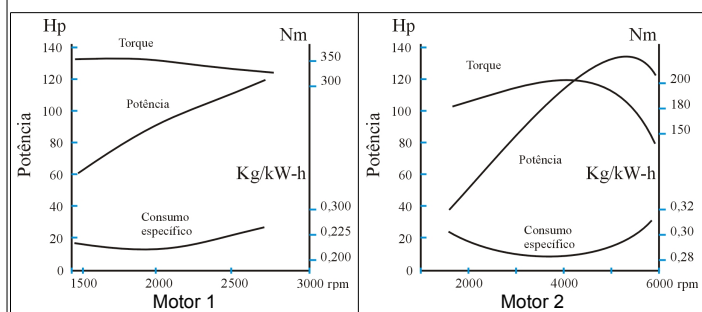 Hp
Nm
140
120
100
80
60
40
20
0
Potência
Torque
Potência
Consumo
específico
350
300
Kg/kW-h
0,300
0,225
0,200
1500 2000 2500 3000 rpm
Motor 1
Hp
Nm
140
120
100
80
60
40
20
0
Potência
Torque
Potência
Consumo
específico
200
180
150
Kg/kW-h
0,32
0,30
0,28
2000 4000 6000 rpm
Motor 2